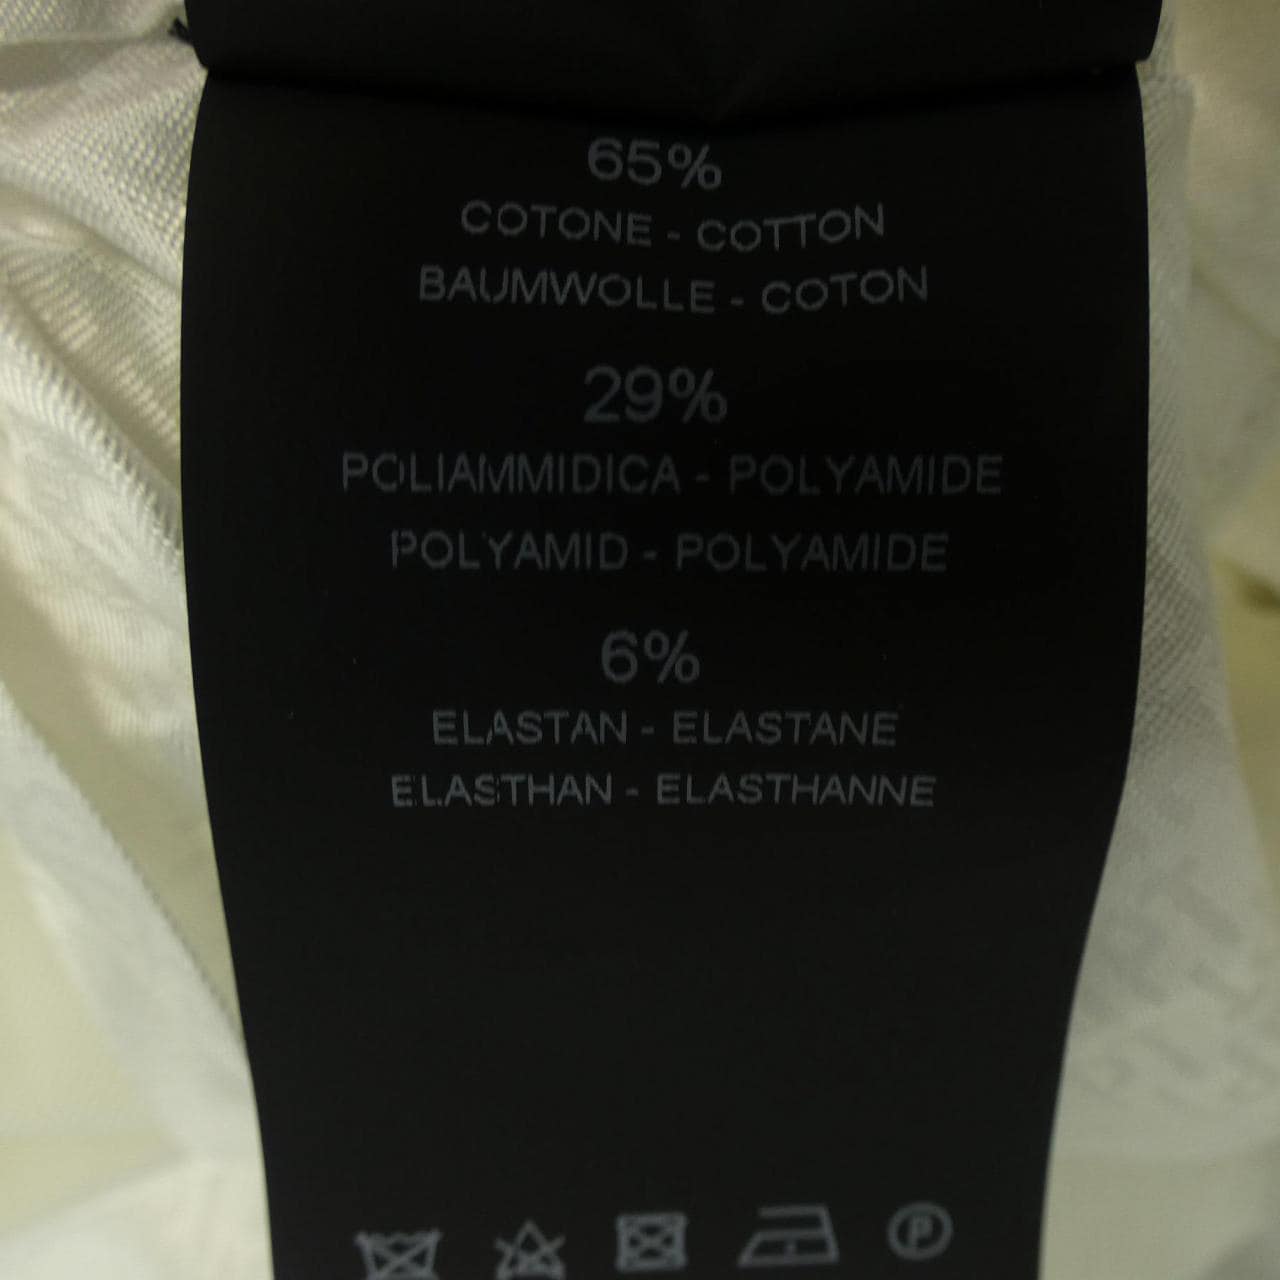 65%
COTONE - COTTON
BAUMWOLLE - COTON
29%
POLIAMMIDICA - POLYAMIDE
POLYAMID - POLYAMIDE
6%
ELASTAN - ELASTANE
ELASTHAN - ELASTHANNE
P